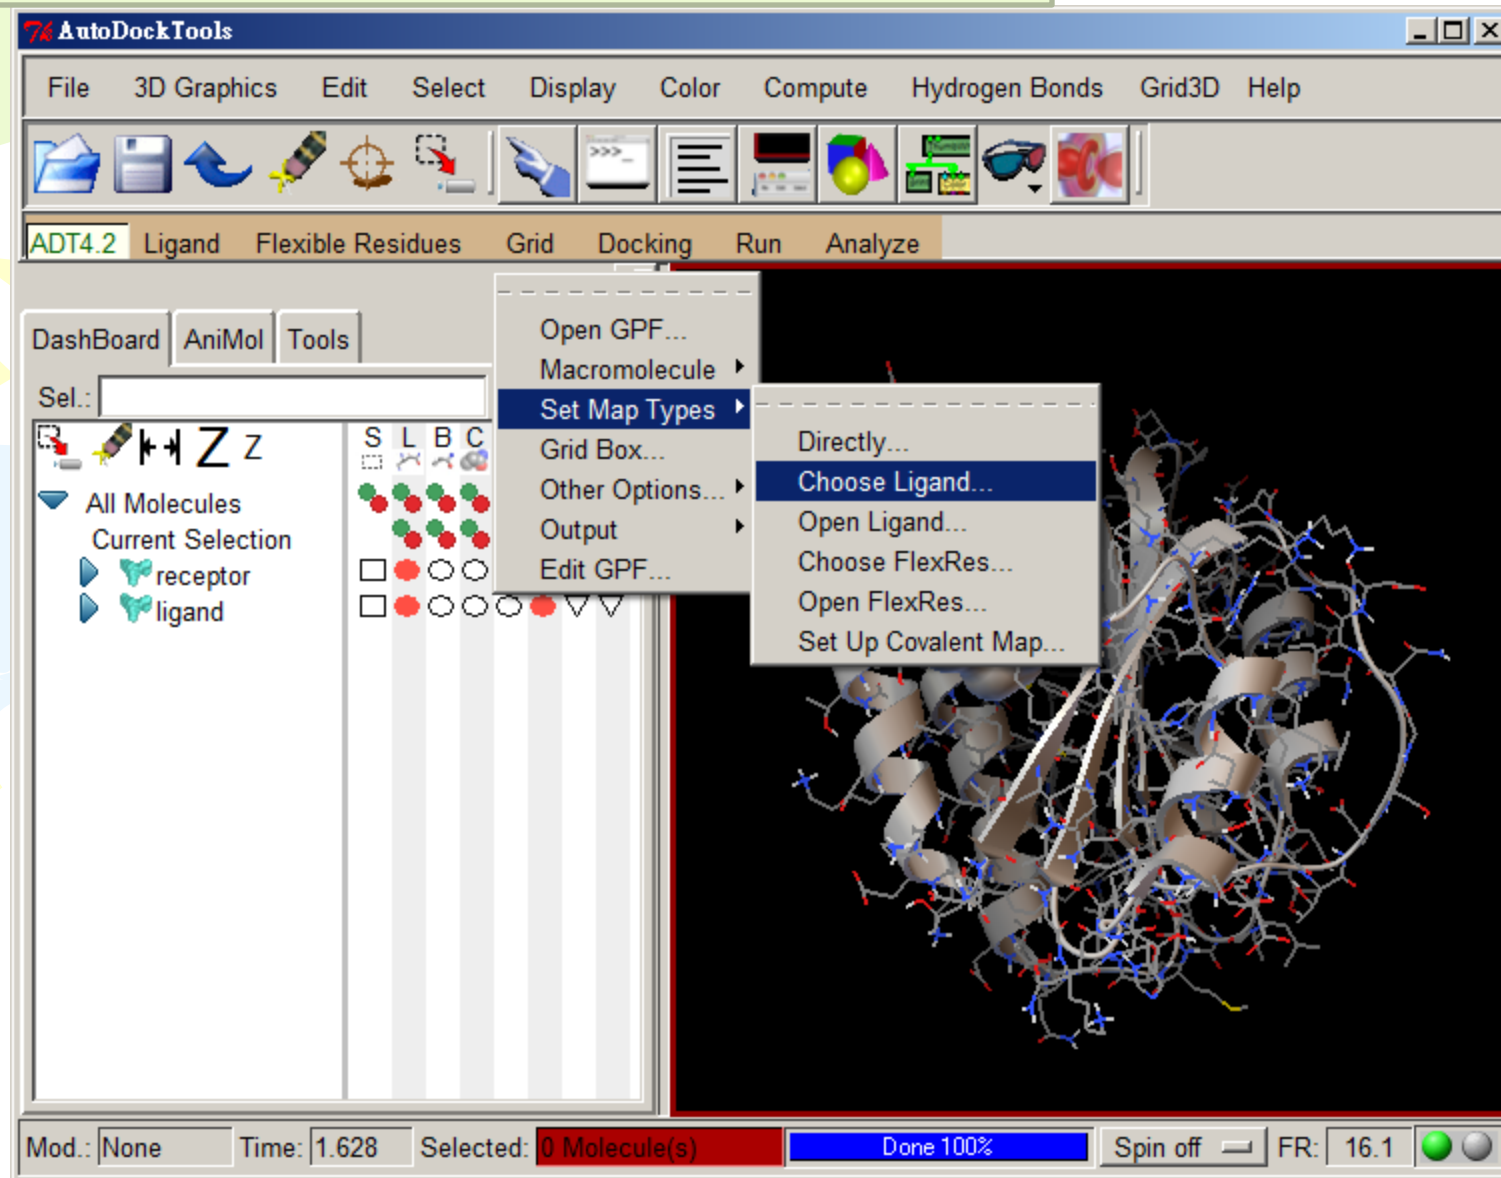 AutoDockTools
File 3D Graphics Edit Select Display Color Compute Hydrogen Bonds Grid3D Help
>>>_
ADT4.2 Ligand Flexible Residues Grid Docking Run Analyze
DashBoard AniMol Tools
Sel.:
Z Z
S L B C
All Molecules
Current Selection
receptor
ligand
Open GPF...
Macromolecule
Set Map Types
Grid Box...
Other Options...
Output
Edit GPF...
Directly...
Choose Ligand...
Open Ligand...
Choose FlexRes...
Open FlexRes...
Set Up Covalent Map...
Mod.: None Time: 1.628 Selected: 0 Molecule(s) Done 100% Spin off FR: 16.1